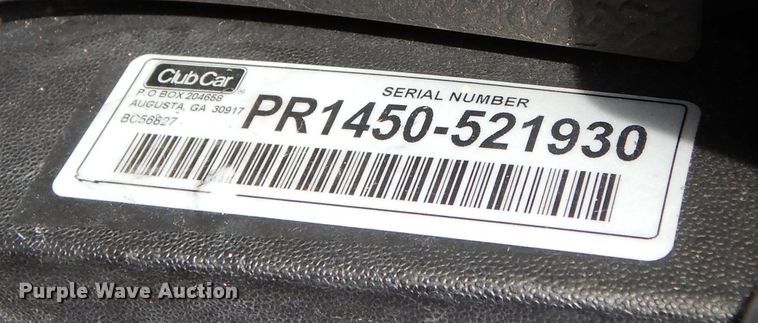 Club Car ®
P.O BOX 204658
AUGUSTA, GA 30917
BC56827
SERIAL NUMBER
PR1450-521930
Purple Wave Auction